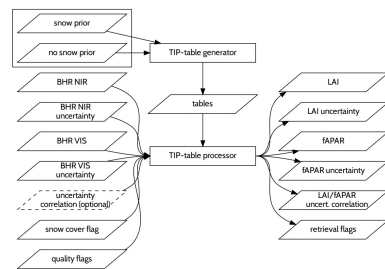 snow prior
no snow prior
TIP-table generator
BHR NIR
BHR NIR
uncertainty
BHR VIS
BHR VIS
uncertainty
uncertainty
correlation (optional)
snow cover flag
quality flags
tables
TIP-table processor
LAI
LAI uncertainty
fAPAR
fAPAR uncertainty
LAI/fAPAR
uncert. correlation
retrieval flags